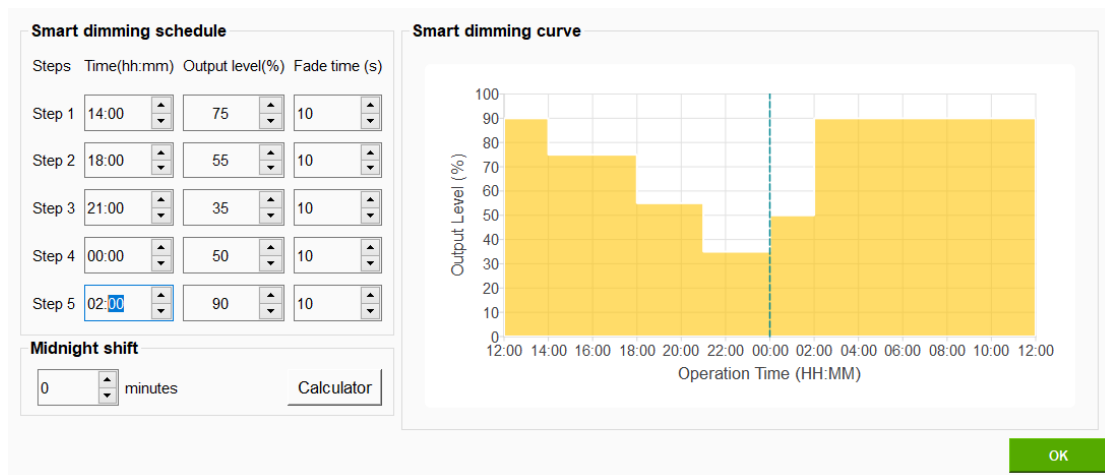 Smart dimming schedule
Steps Time(hh:mm) Output level(%) Fade time (s)
Step 1 14:00 75 10
Step 2 18:00 55 10
Step 3 21:00 35 10
Step 4 00:00 50 10
Step 5 02:00 90 10
Midnight shift
0 minutes Calculator
Smart dimming curve
100
90
80
70
60
50
40
30
20
10
0
Output Level (%)
12:00 14:00 16:00 18:00 20:00 22:00 00:00 02:00 04:00 06:00 08:00 10:00 12:00
Operation Time (HH:MM)
OK